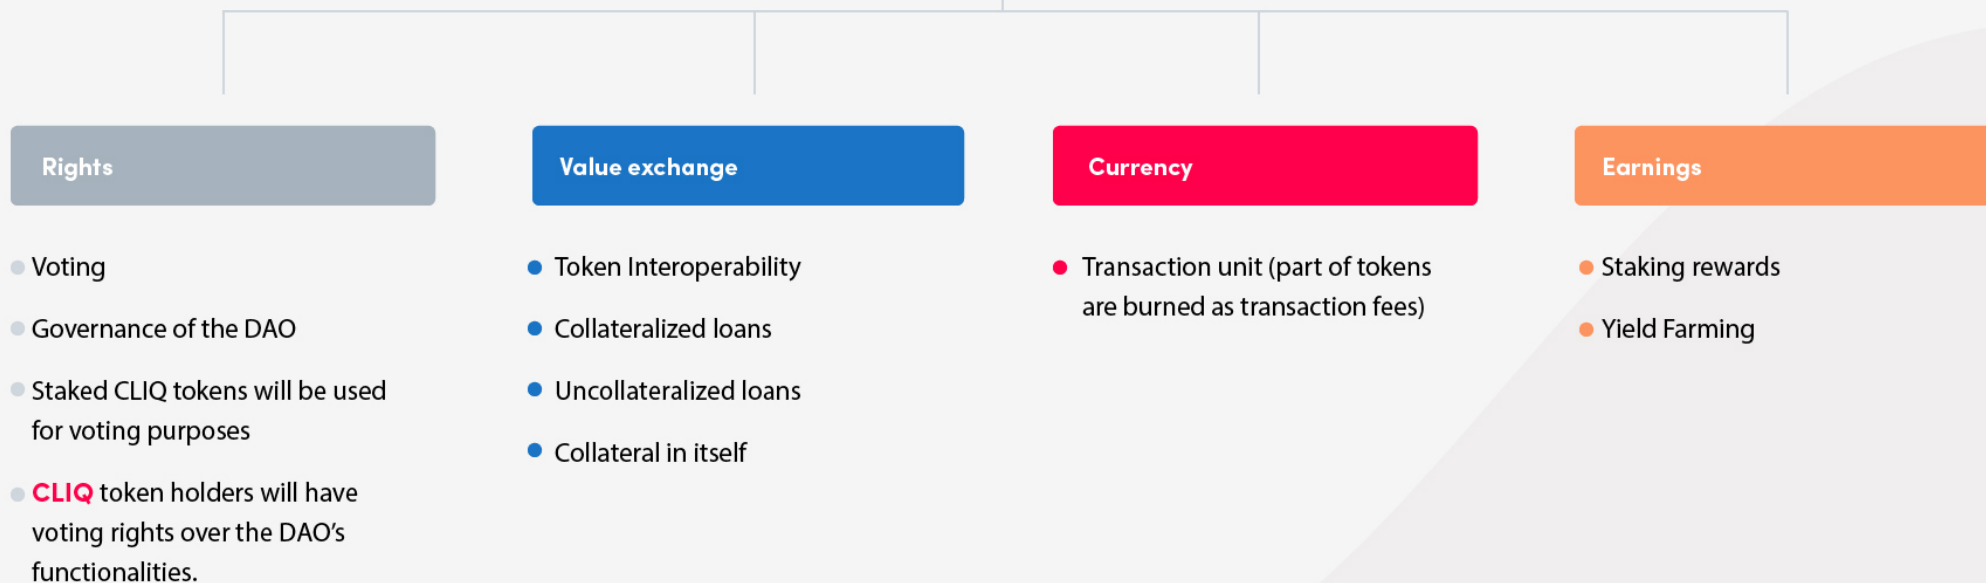 Rights
Voting
Governance of the DAO
Staked CLIQ tokens will be used
for voting purposes
CLIQ token holders will have
voting rights over the DAO’s
functionalities.
Value exchange
Token Interoperability
Collateralized loans
Uncollateralized loans
Collateral in itself
Currency
Transaction unit (part of tokens
are burned as transaction fees)
Earnings
Staking rewards
Yield Farming